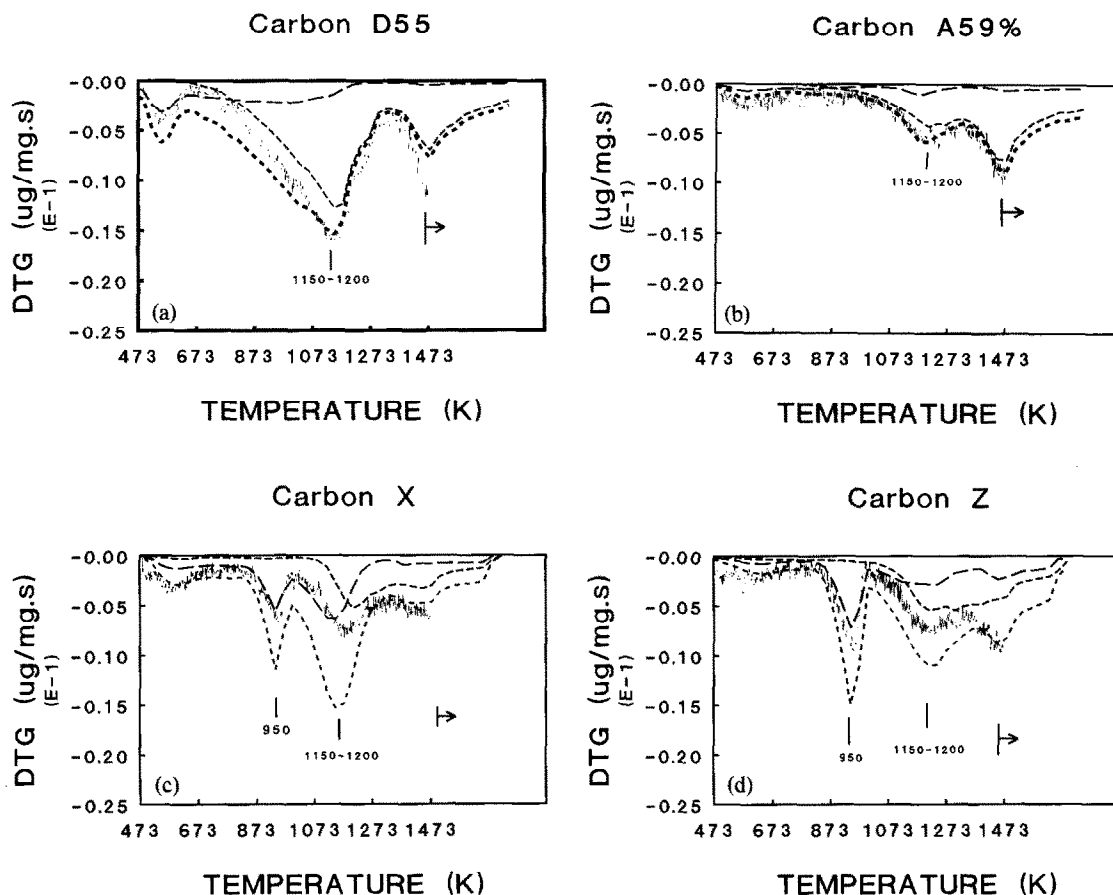 Carbon D55
DTG (ug/mg.s)
(E-1)
-0.00
-0.05
-0.10
-0.15
-0.20
-0.25
1150-1200
(a)
473 673 873 1073 1273 1473
TEMPERATURE (K)
Carbon A59%
DTG (ug/mg.s)
(E-1)
-0.00
-0.05
-0.10
-0.15
-0.20
-0.25
1150-1200
(b)
473 673 873 1073 1273 1473
TEMPERATURE (K)
Carbon X
DTG (ug/mg.s)
(E-1)
-0.00
-0.05
-0.10
-0.15
-0.20
-0.25
950
1150-1200
(c)
473 673 873 1073 1273 1473
TEMPERATURE (K)
Carbon Z
DTG (ug/mg.s)
(E-1)
-0.00
-0.05
-0.10
-0.15
-0.20
-0.25
950
1150-1200
(d)
473 673 873 1073 1273 1473
TEMPERATURE (K)